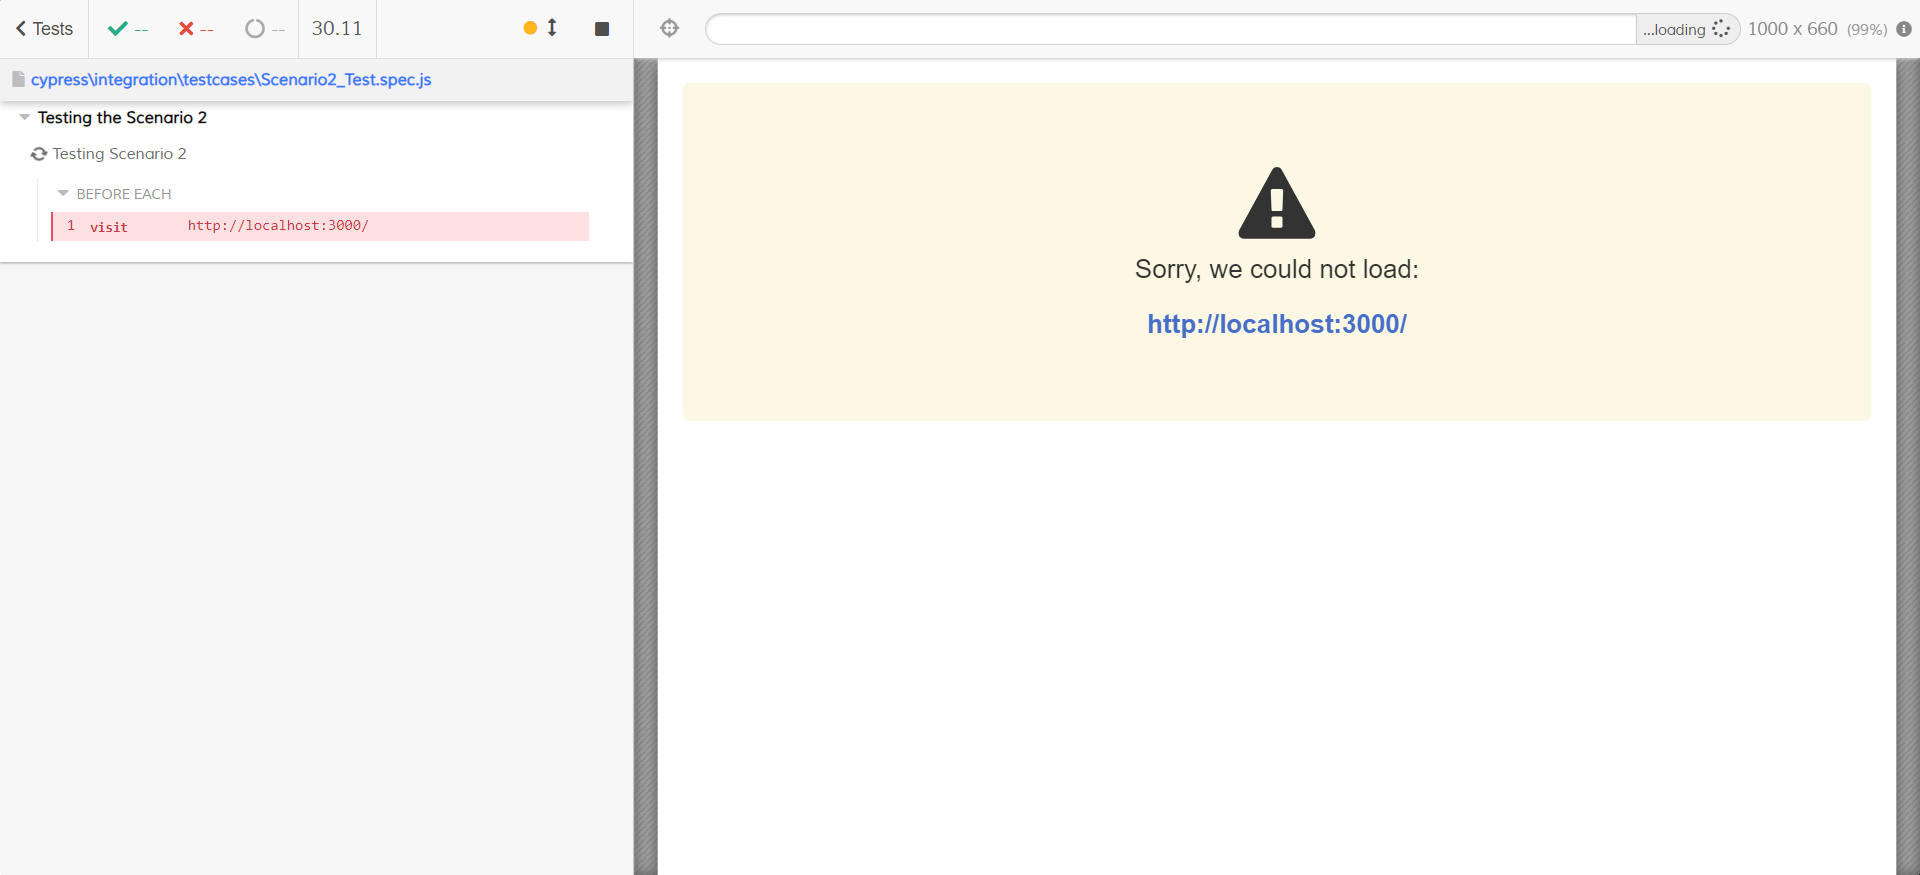 Tests -- -- -- 30.11
...loading 1000 x 660 (99%)
cypress\integration\testcases\Scenario2_Test.spec.js
Testing the Scenario 2
Testing Scenario 2
BEFORE EACH
1 visit http://localhost:3000/
Sorry, we could not load:
http://localhost:3000/